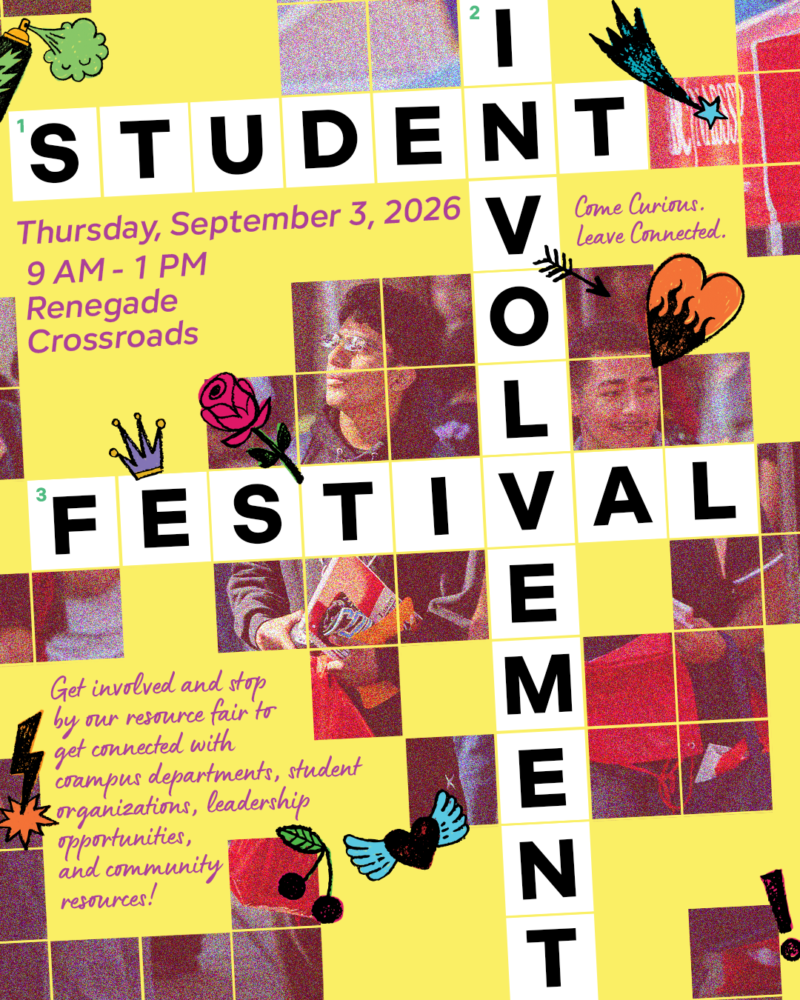 2
1
STUDENT
INVOLVEMENT
Thursday, September 3, 2026
9 AM - 1 PM
Renegade
Crossroads
Come Curious.
Leave Connected.
3
FESTIVAL
Get involved and stop
by our resource fair to
get connected with
coampus departments, student
organizations, leadership
opportunities,
and community
resources!